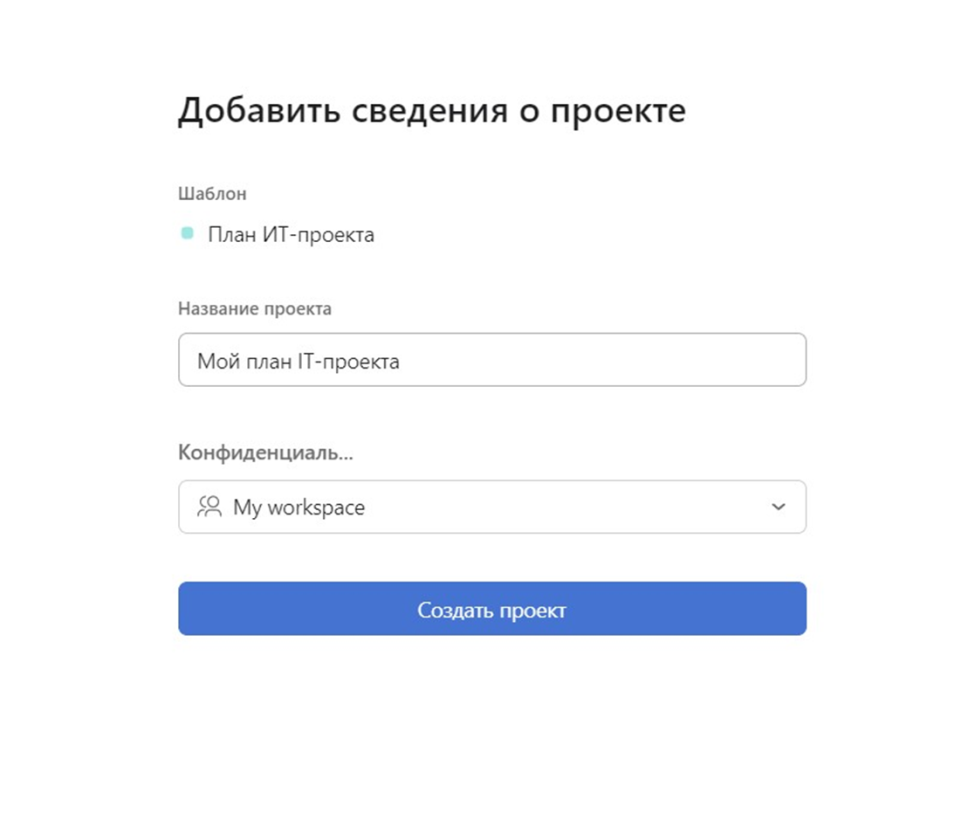 Добавить сведения о проекте
Шаблон
План ИТ-проекта
Название проекта
Мой план IT-проекта
Конфиденциаль...
My workspace
Создать проект